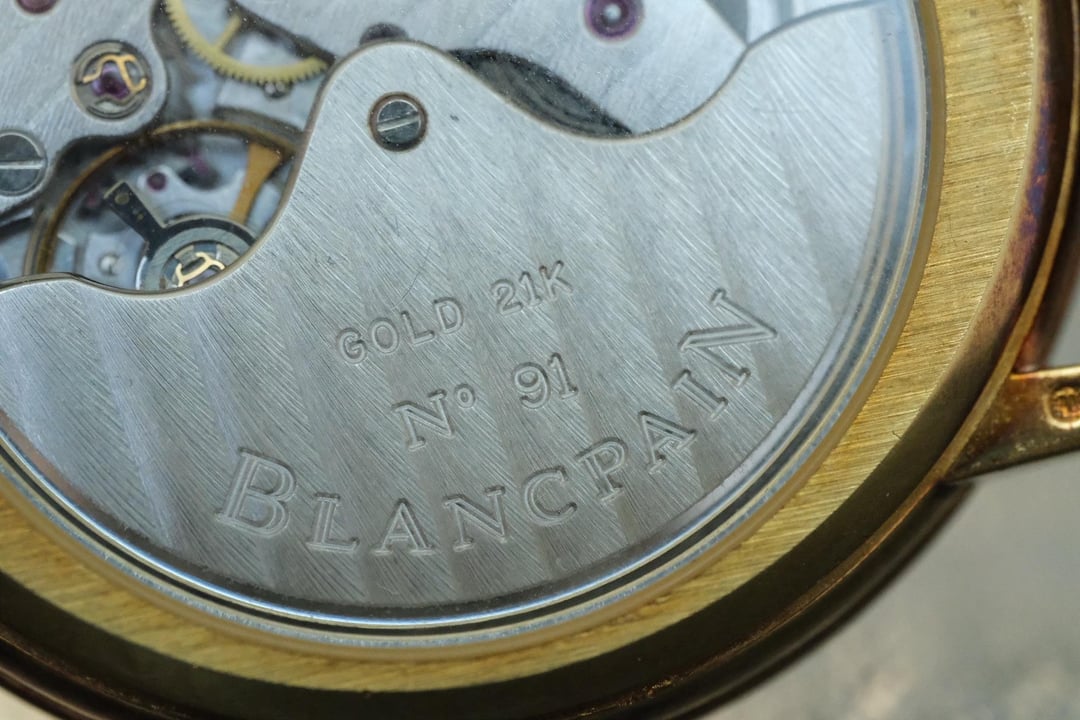 GOLD 21K
Nº 91
BLANCPAIN